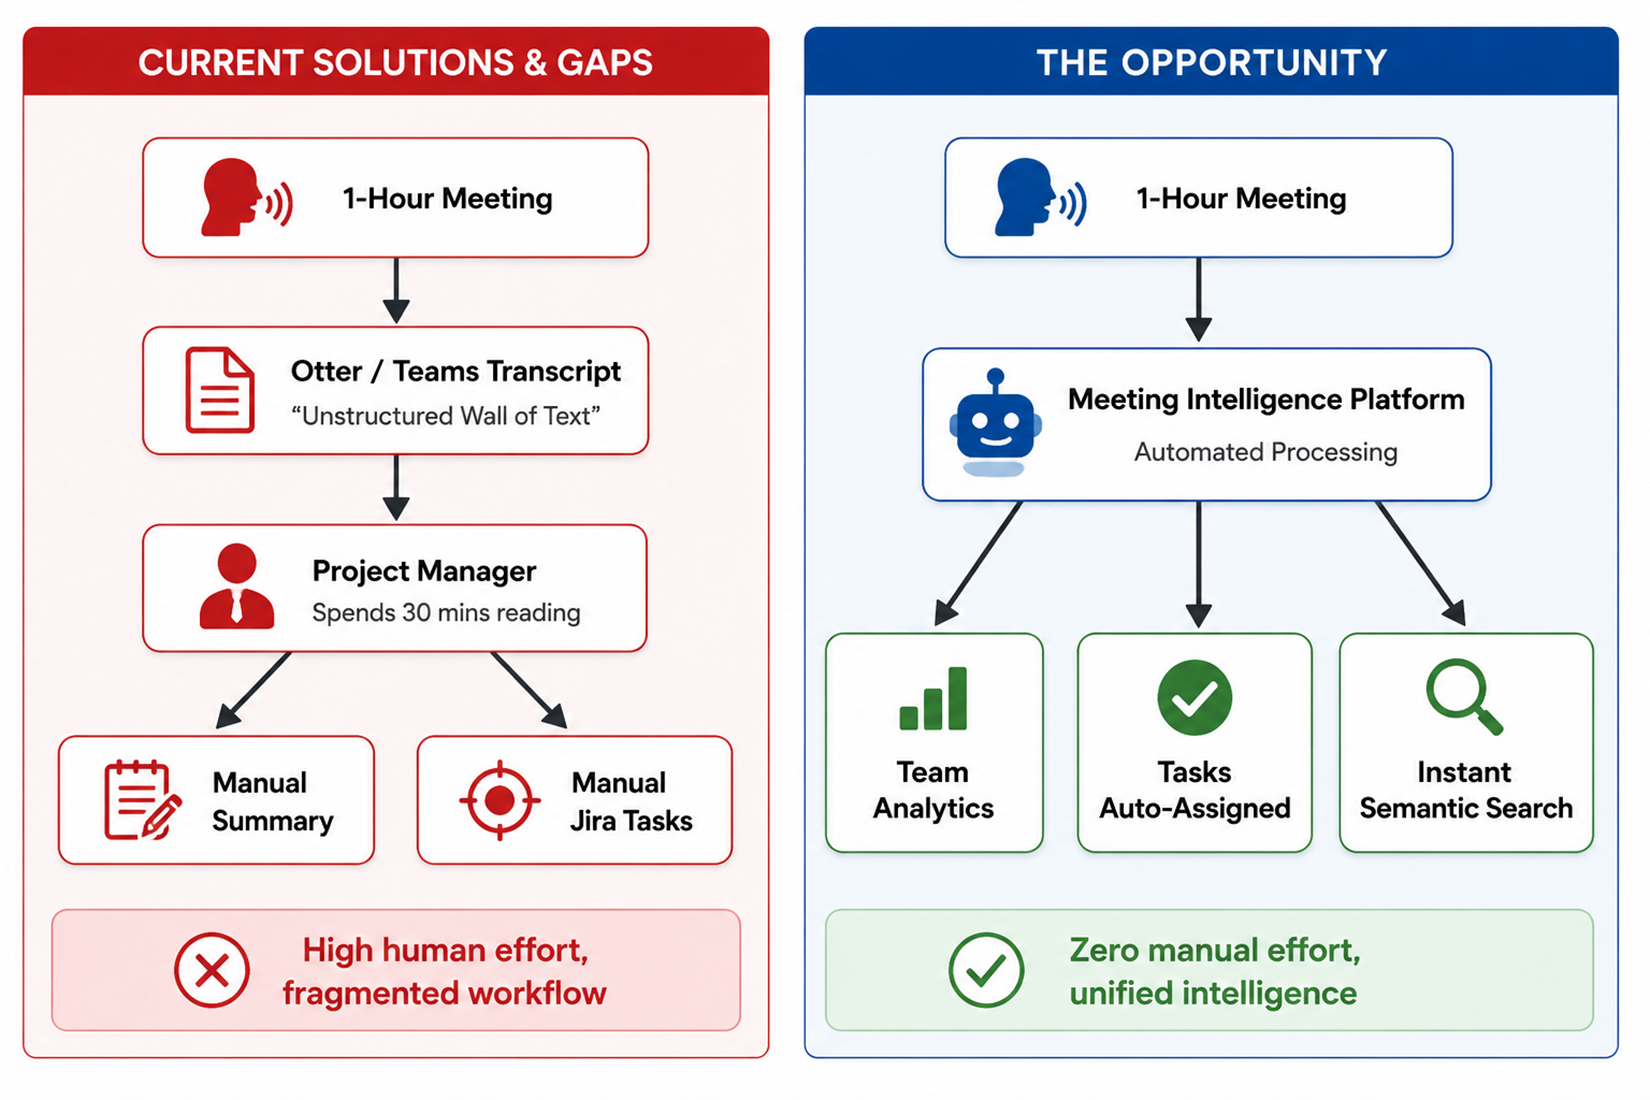 CURRENT SOLUTIONS & GAPS
1-Hour Meeting
Otter / Teams Transcript
“Unstructured Wall of Text”
Project Manager
Spends 30 mins reading
Manual
Summary
Manual
Jira Tasks
High human effort,
fragmented workflow
THE OPPORTUNITY
1-Hour Meeting
Meeting Intelligence Platform
Automated Processing
Team
Analytics
Tasks
Auto-Assigned
Instant
Semantic Search
Zero manual effort,
unified intelligence